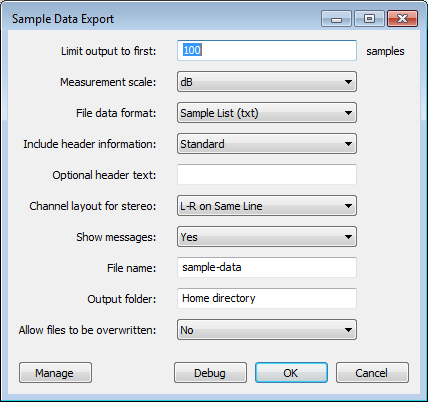 Sample Data Export
Limit output to first: 100 samples
Measurement scale: dB
File data format: Sample List (txt)
Include header information: Standard
Optional header text:
Channel layout for stereo: L-R on Same Line
Show messages: Yes
File name: sample-data
Output folder: Home directory
Allow files to be overwritten: No
Manage Debug OK Cancel